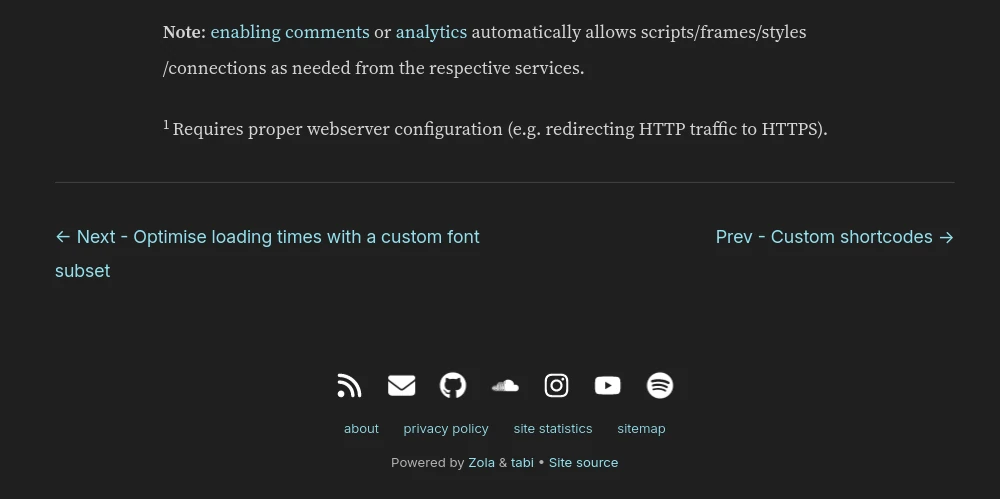 Note: enabling comments or analytics automatically allows scripts/frames/styles
/connections as needed from the respective services.
1 Requires proper webserver configuration (e.g. redirecting HTTP traffic to HTTPS).
← Next - Optimise loading times with a custom font
subset
Prev - Custom shortcodes →
about privacy policy site statistics sitemap
Powered by Zola & tabi • Site source